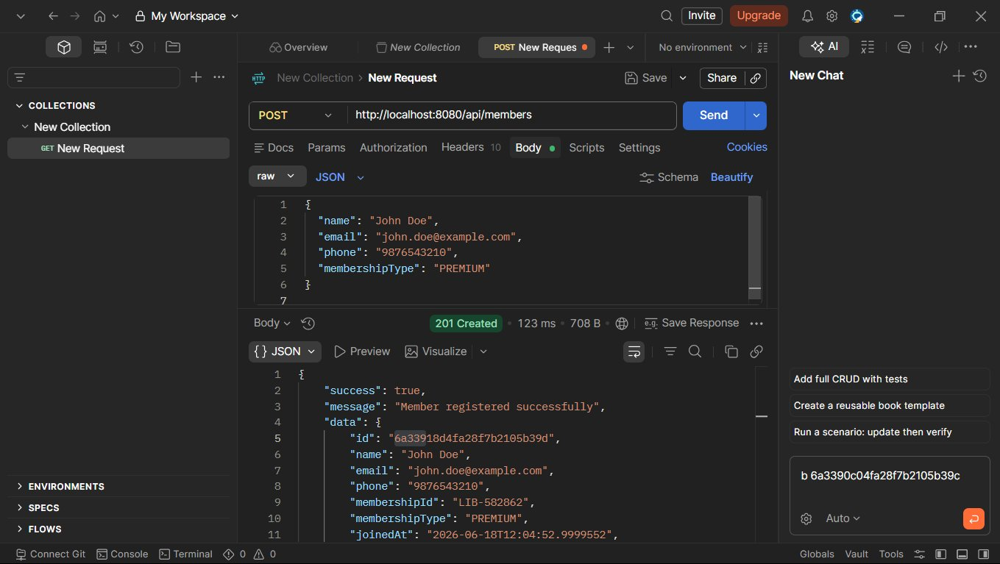 My Workspace
Invite
Upgrade
Overview
New Collection
POST New Reques
No environment
AI
New Collection > New Request
Save
Share
New Chat
COLLECTIONS
New Collection
GET New Request
POST
http://localhost:8080/api/members
Send
Docs
Params
Authorization
Headers 10
Body
Scripts
Settings
Cookies
raw
JSON
Schema
Beautify
1 {
2 "name": "John Doe",
3 "email": "john.doe@example.com",
4 "phone": "9876543210",
5 "membershipType": "PREMIUM"
6 }
7
Body
201 Created
123 ms
708 B
e.g. Save Response
{} JSON
Preview
Visualize
1 {
2 "success": true,
3 "message": "Member registered successfully",
4 "data": {
5 "id": "6a33918d4fa28f7b2105b39d",
6 "name": "John Doe",
7 "email": "john.doe@example.com",
8 "phone": "9876543210",
9 "membershipId": "LIB-582862",
10 "membershipType": "PREMIUM",
11 "joinedAt": "2026-06-18T12:04:52.9999552",
Add full CRUD with tests
Create a reusable book template
Run a scenario: update then verify
b 6a3390c04fa28f7b2105b39c
Auto
ENVIRONMENTS
SPECS
FLOWS
Connect Git
Console
Terminal
0
0
Globals
Vault
Tools